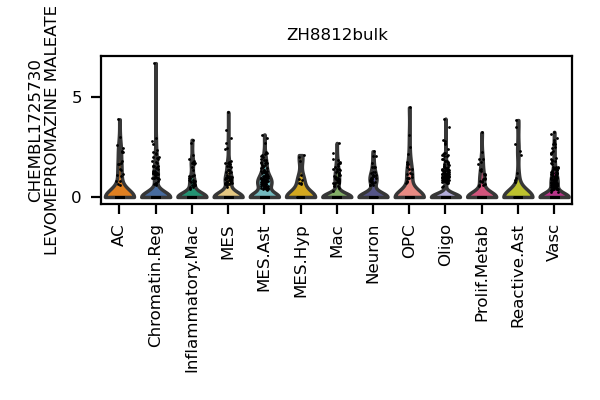 ZH8812bulk
CHEMBL1725730
LEVOMEPROMAZINE MALEATE
5
0
AC
Chromatin.Reg
Inflammatory.Mac
MES
MES.Ast
MES.Hyp
Mac
Neuron
OPC
Oligo
Prolif.Metab
Reactive.Ast
Vasc